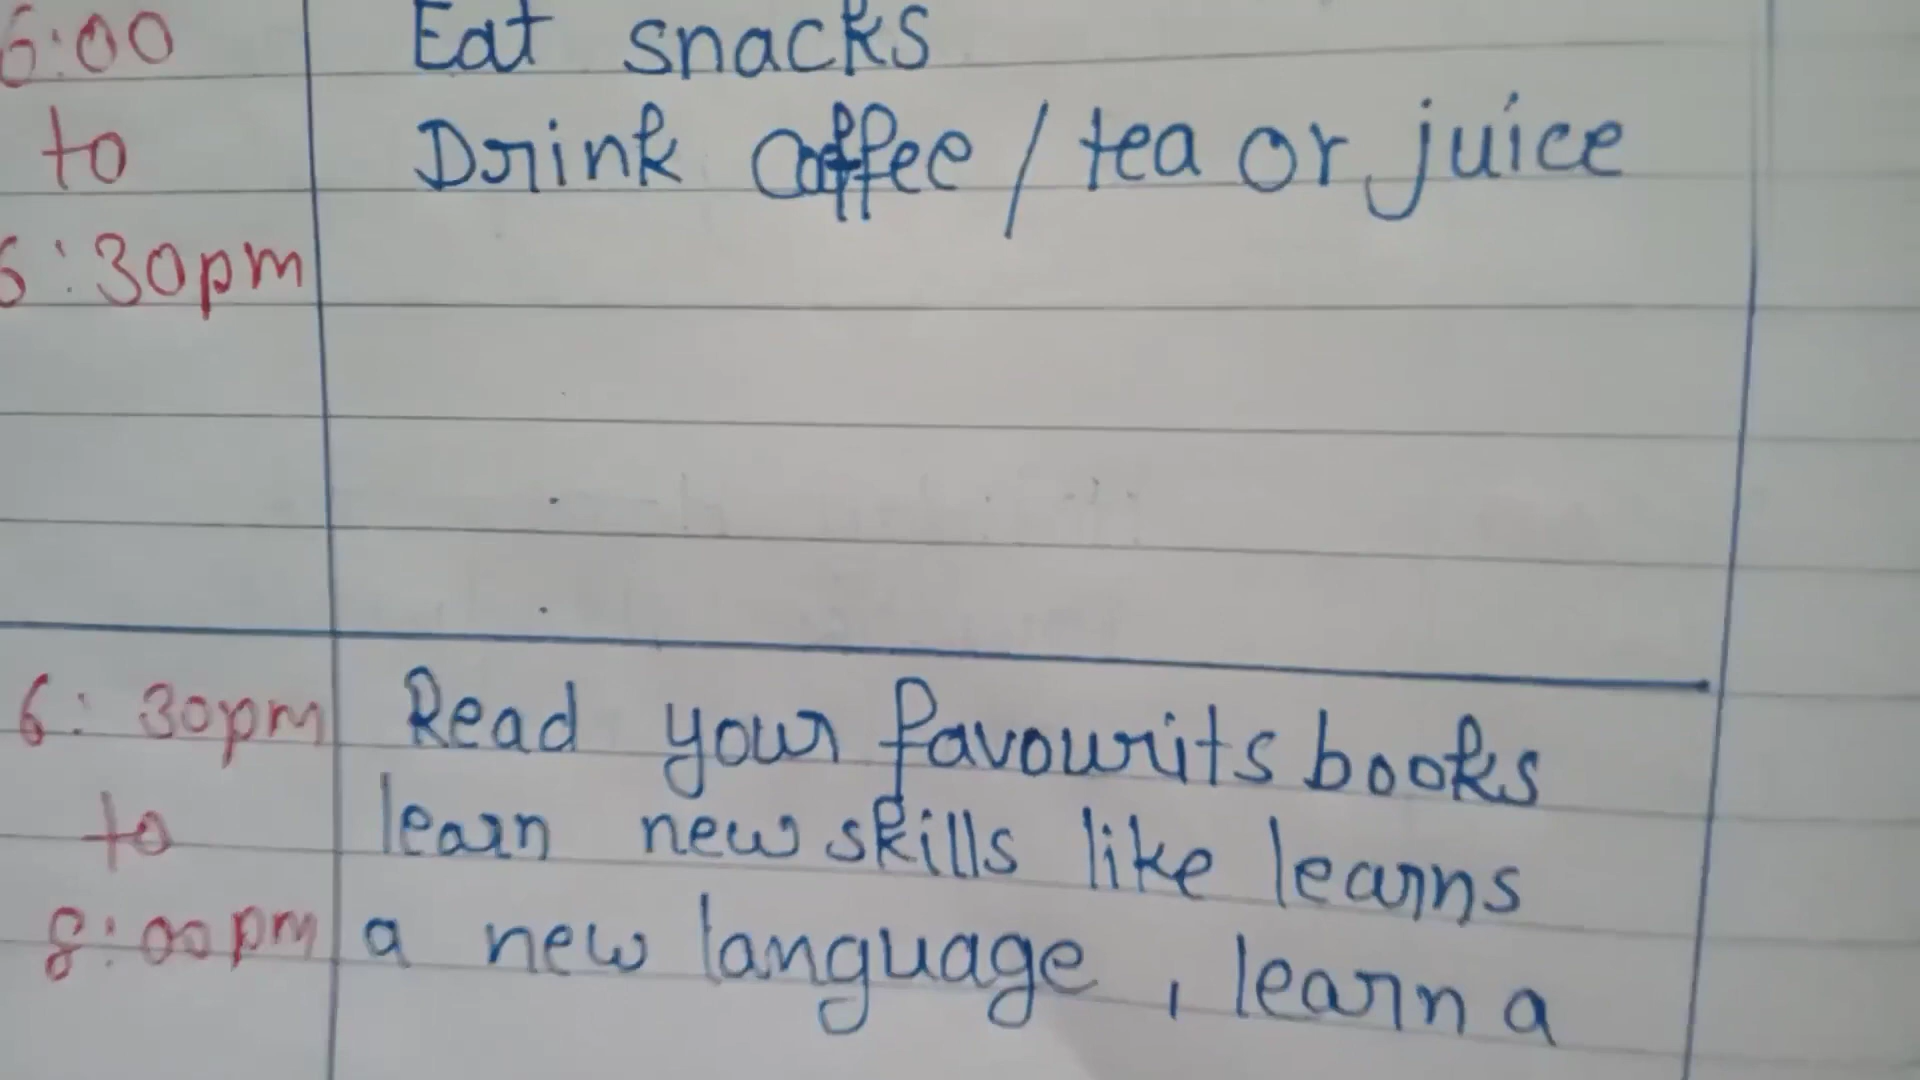 6:00 Eat snacks
to Drink Coffee / tea or juice
6:30pm
6: 30pm Read your favourits books
to learn new skills like learns
8:00pm a new language, learn a